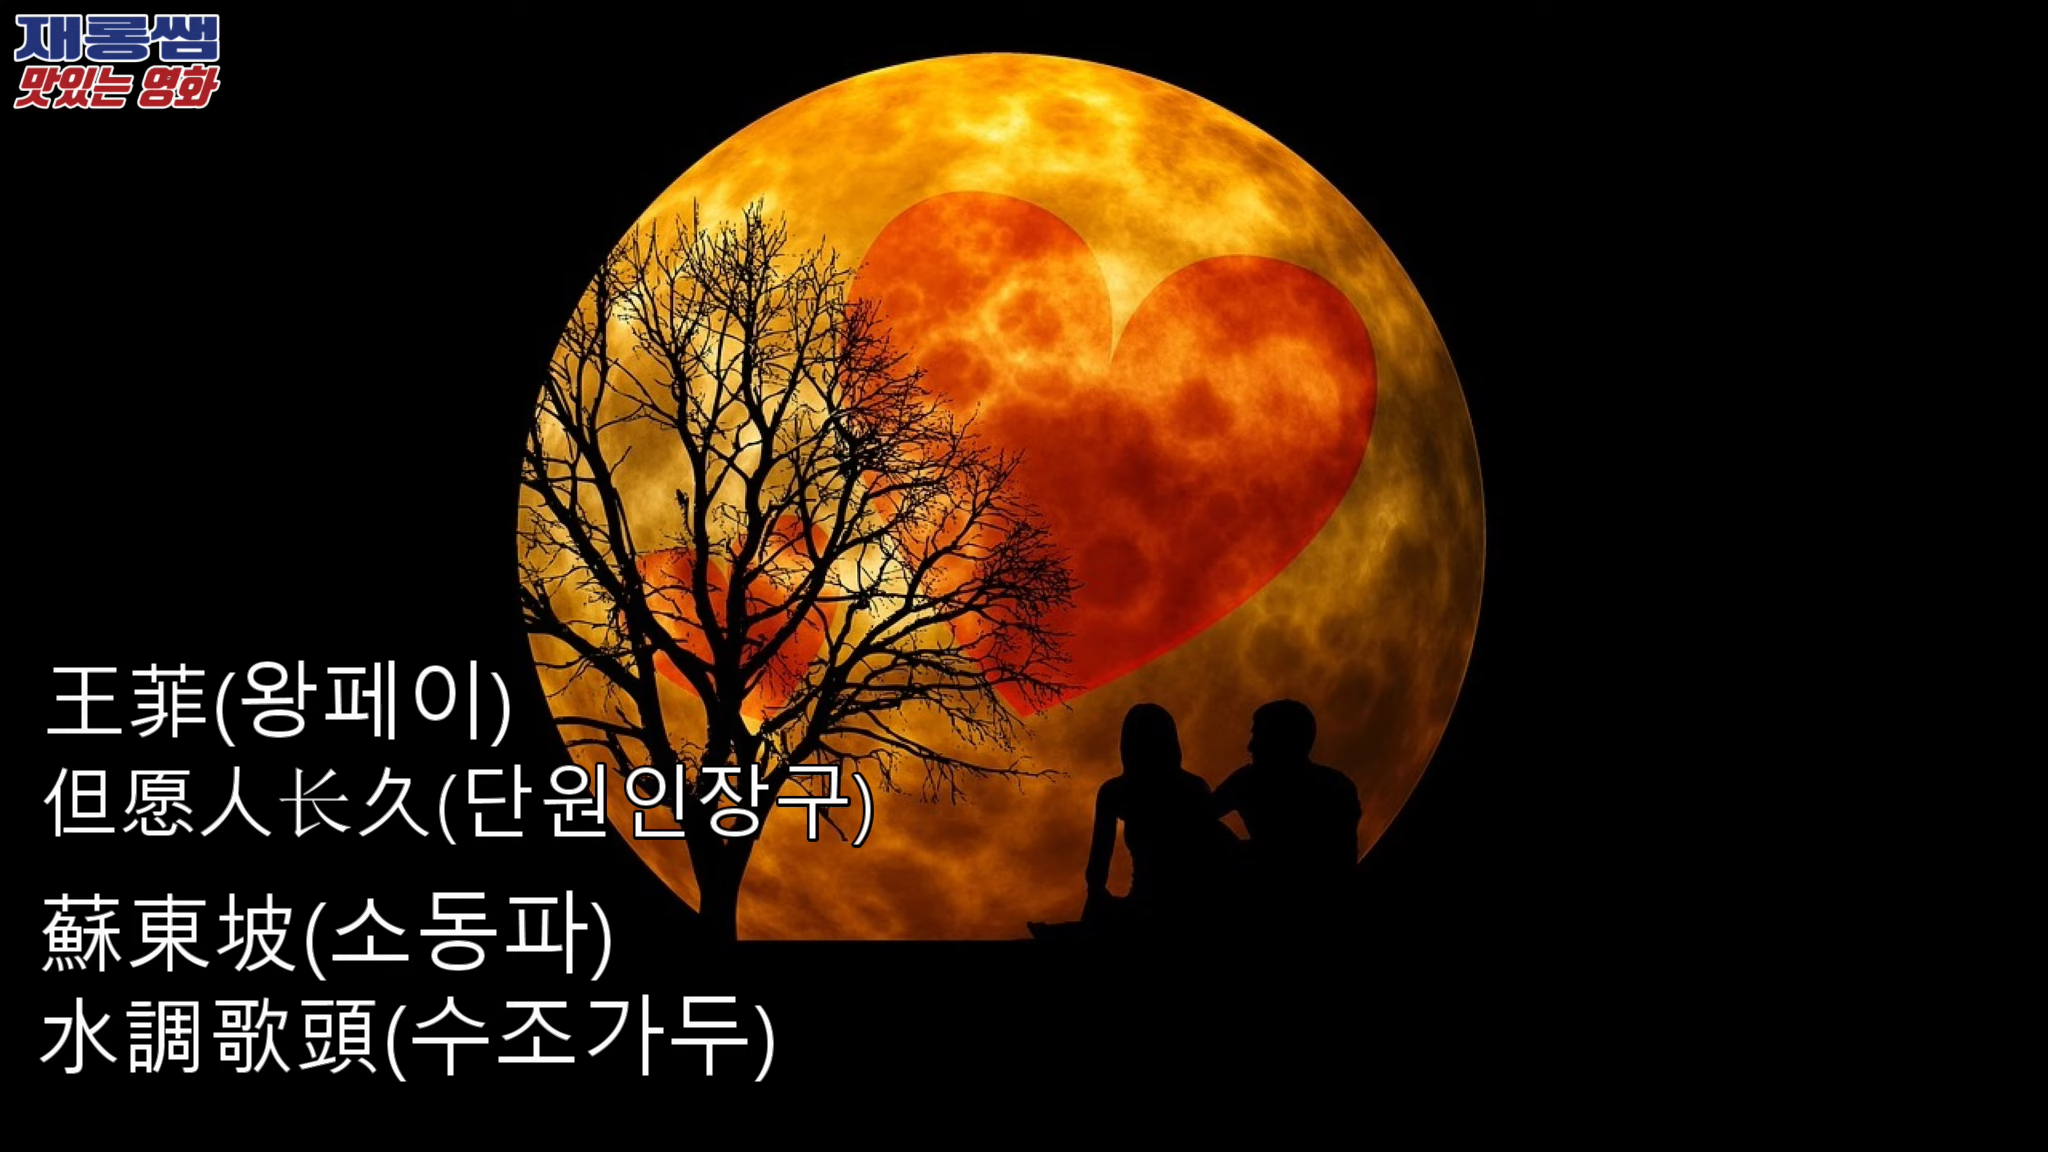 재롱쌤
맛있는 영화
王菲(왕페이)
但愿人长久(단원인장구)
蘇東坡(소동파)
水調歌頭(수조가두)